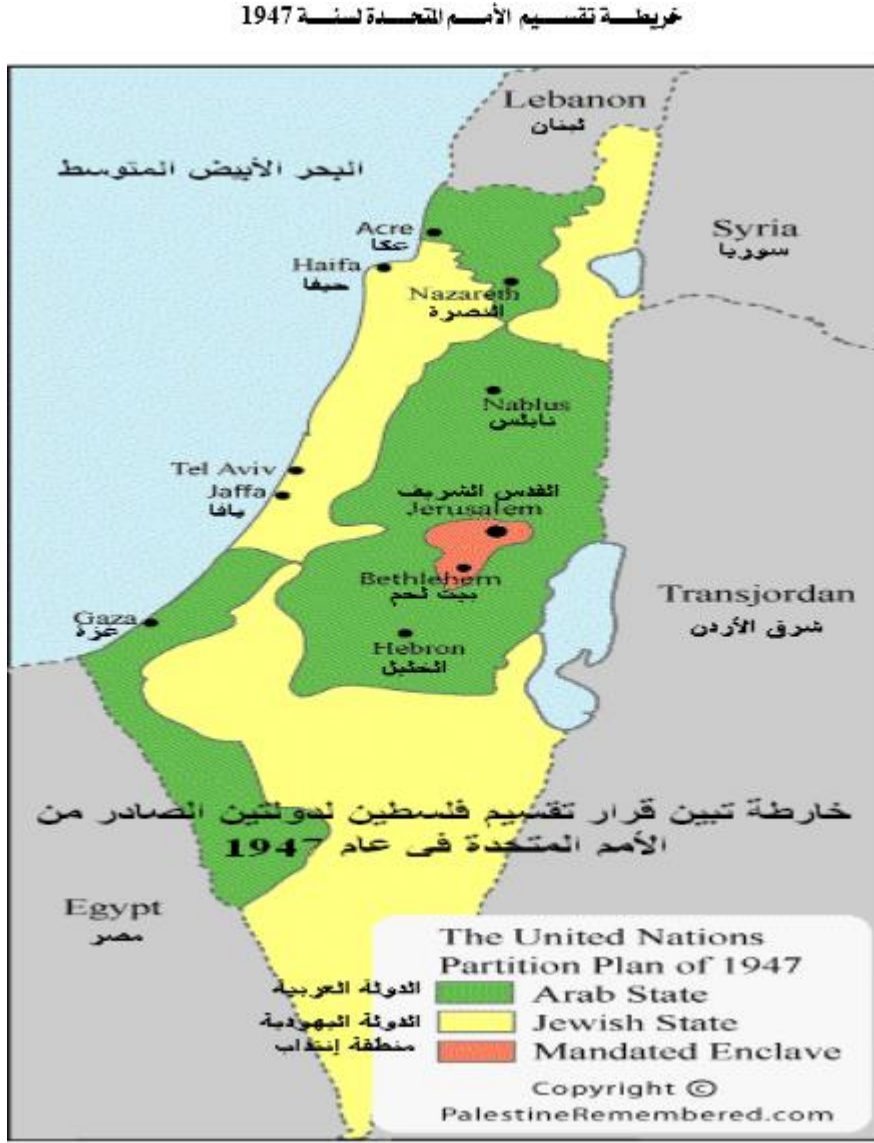 خريطة تقسيم الأمم المتحدة لسنة 1947
Lebanon
لبنان
البحر الأبيض المتوسط
Syria
سوريا
Acre
عكا
Haifa
حيفا
Nazareth
النصرة
Nablus
نابلس
Tel Aviv
Jaffa
يافا
القدس الشريف
Jerusalem
Bethlehem
بيت لحم
Transjordan
شرق الأردن
Gaza
غزة
Hebron
الخليل
خارطة تبين قرار تقسيم فلسطين لدولتين الصادر من
الأمم المتحدة فى عام 1947
Egypt
مصر
The United Nations
Partition Plan of 1947
الدولة العربية Arab State
الدولة اليهودية Jewish State
منطقة إنتداب Mandated Enclave
Copyright ©
PalestineRemembered.com